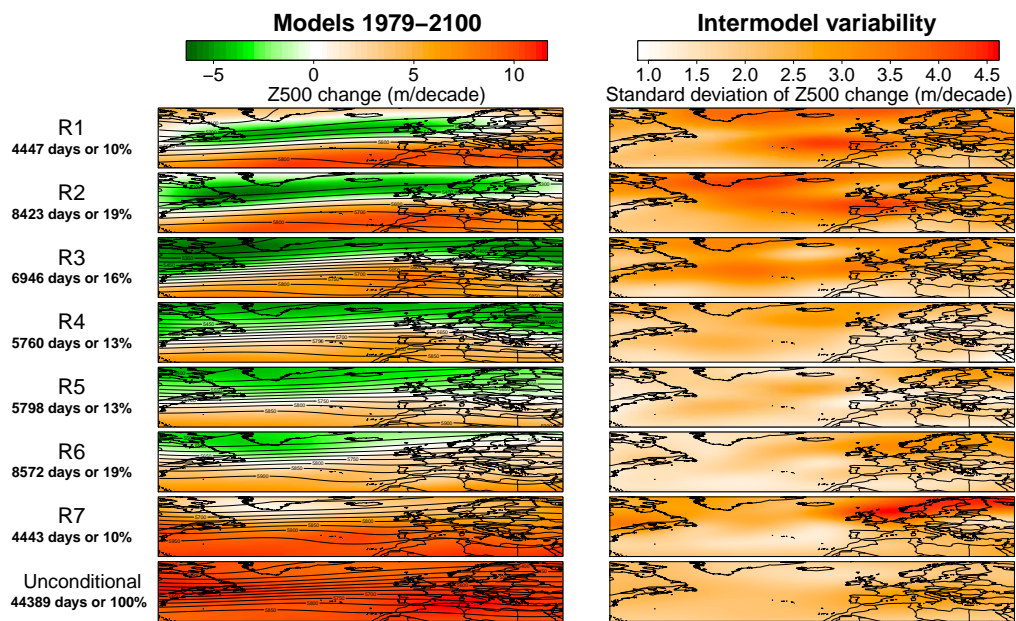 Models 1979–2100
Intermodel variability
−5 0 5 10
1.0 1.5 2.0 2.5 3.0 3.5 4.0 4.5
Z500 change (m/decade)
Standard deviation of Z500 change (m/decade)
R1
4447 days or 10%
R2
8423 days or 19%
R3
6946 days or 16%
R4
5760 days or 13%
R5
5798 days or 13%
R6
8572 days or 19%
R7
4443 days or 10%
Unconditional
44389 days or 100%